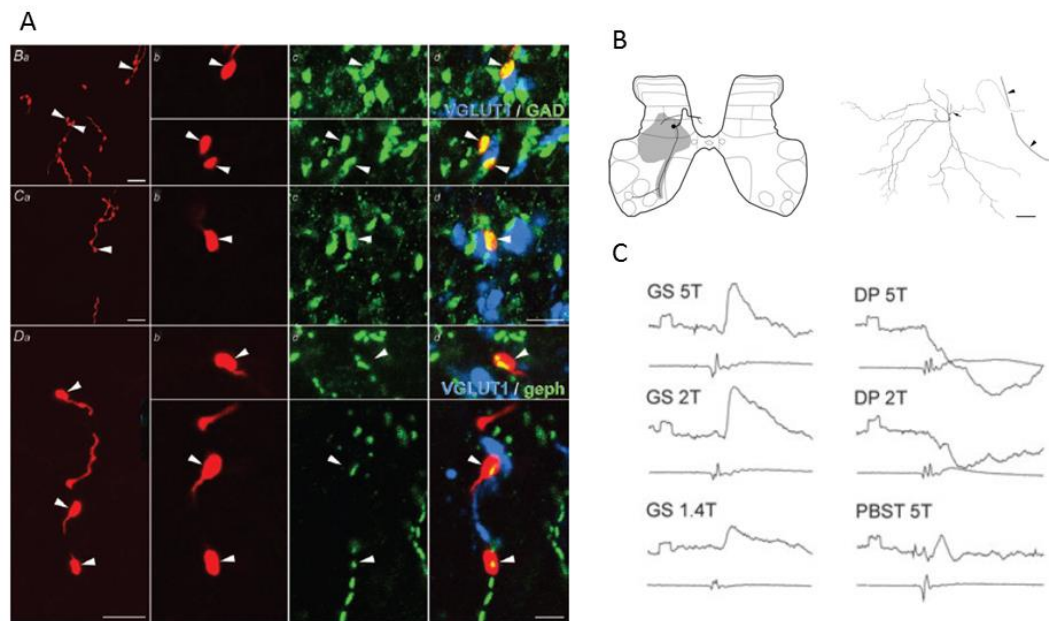 A
B
Ba
b
c
d
VGLUT1 / GAD
Ca
b
c
d
Da
b
c
d
VGLUT1 / geph
C
GS 5T
DP 5T
GS 2T
DP 2T
GS 1.4T
PBST 5T